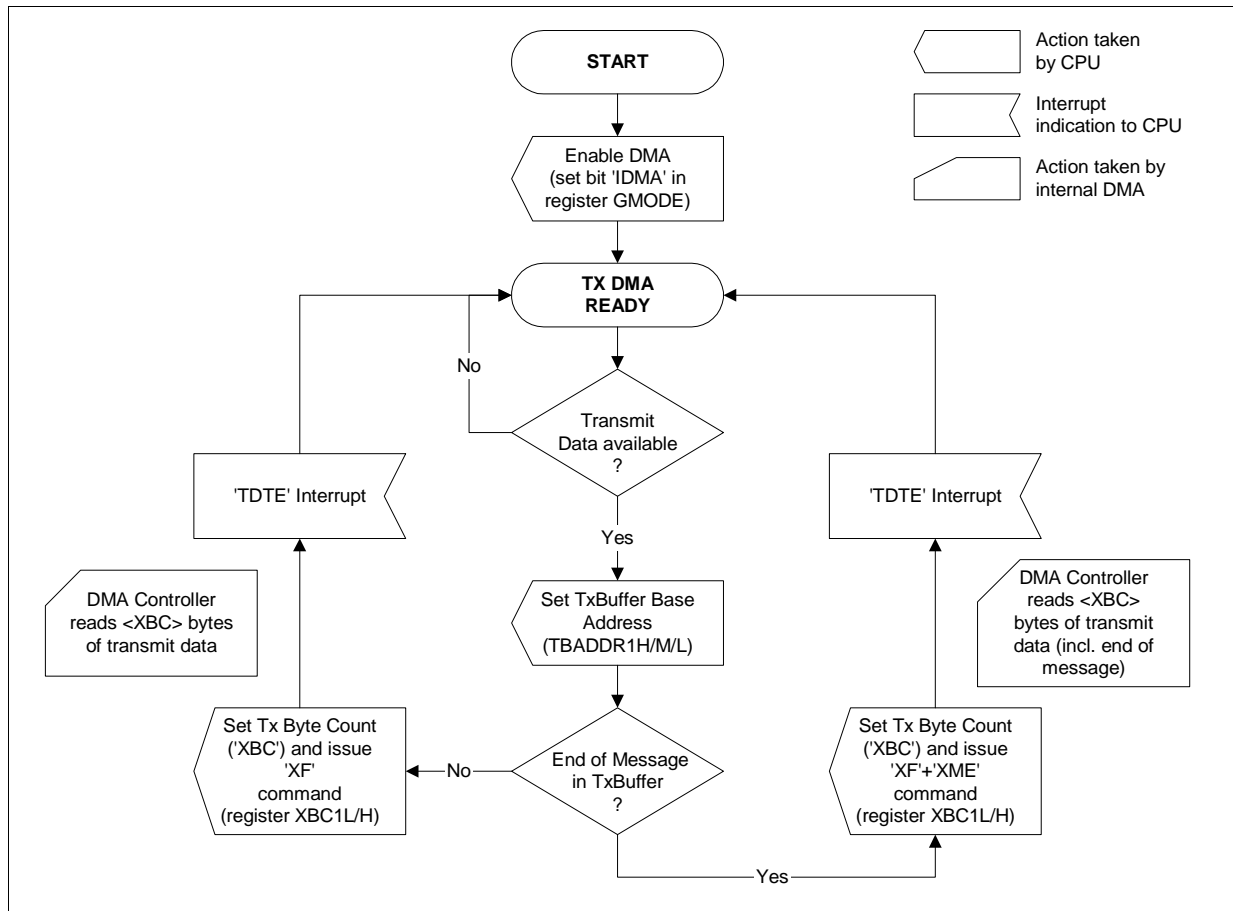 START
Action taken
by CPU
Interrupt
indication to CPU
Action taken by
internal DMA
Enable DMA
(set bit 'IDMA' in
register GMODE)
TX DMA
READY
No
Transmit
Data available
?
'TDTE' Interrupt
'TDTE' Interrupt
Yes
DMA Controller
reads <XBC> bytes
of transmit data
Set TxBuffer Base
Address
(TBADDR1H/M/L)
DMA Controller
reads <XBC>
bytes of transmit
data (incl. end of
message)
Set Tx Byte Count
('XBC') and issue
'XF'
command
(register XBC1L/H)
No
End of Message
in TxBuffer
?
Set Tx Byte Count
('XBC') and issue
'XF'+'XME'
command
(register XBC1L/H)
Yes